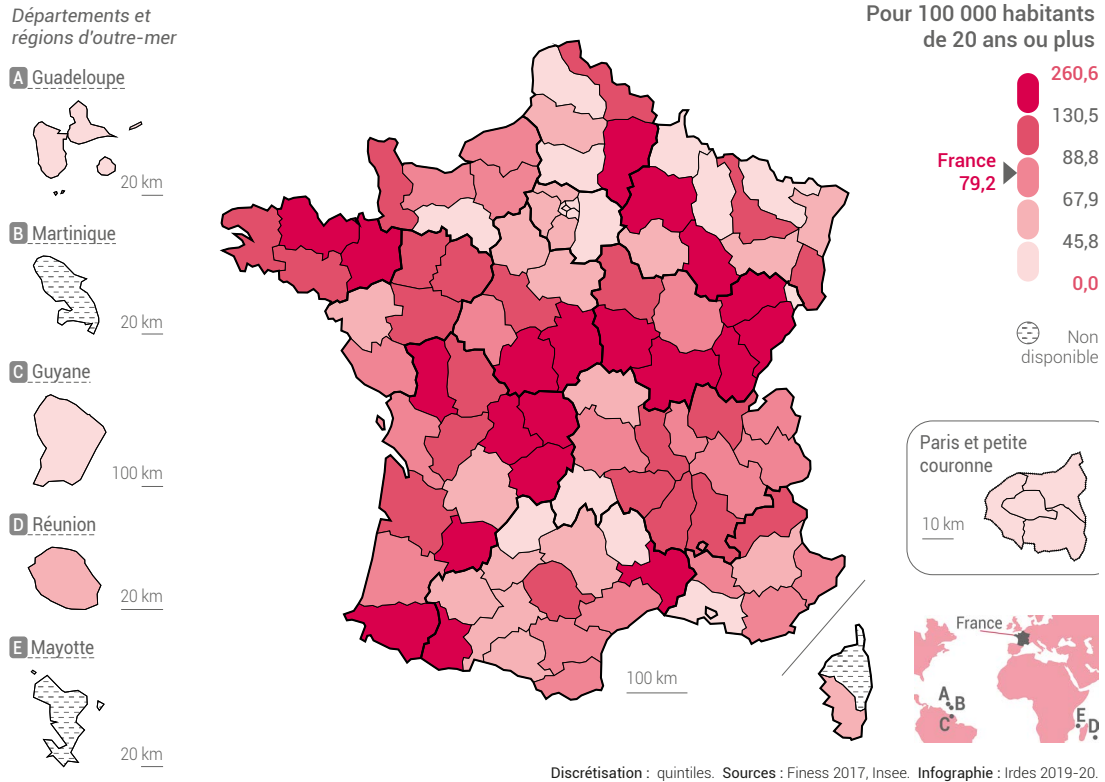 Départements et
régions d'outre-mer
A Guadeloupe
20 km
B Martinique
20 km
C Guyane
100 km
D Réunion
20 km
E Mayotte
20 km
100 km
Pour 100 000 habitants
de 20 ans ou plus
260,6
130,5
88,8
67,9
45,8
0,0
France
79,2
Non
disponible
Paris et petite
couronne
10 km
France
A
B
C
E
D
Discrétisation : quintiles. Sources : Finess 2017, Insee. Infographie : Irdes 2019-20.